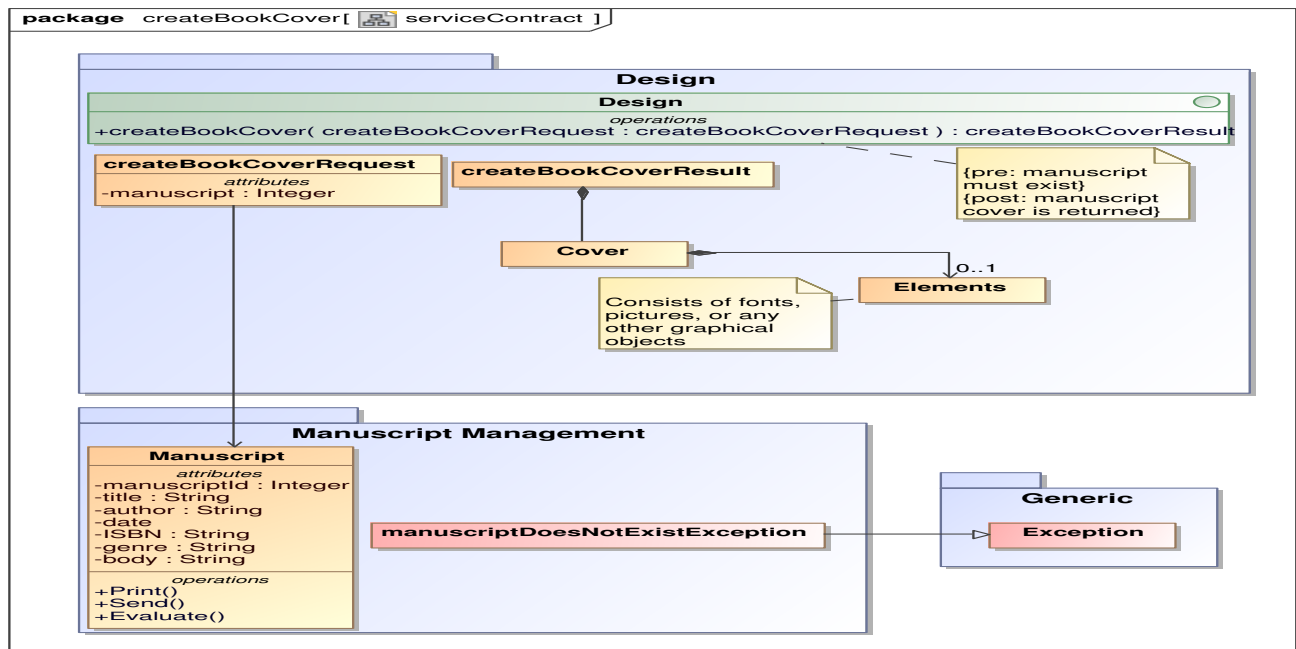 package createBookCover[ serviceContract ]
Design
Design
operations
+createBookCover( createBookCoverRequest : createBookCoverRequest ) : createBookCoverResult
createBookCoverRequest
attributes
-manuscript : Integer
createBookCoverResult
{pre: manuscript
must exist}
{post: manuscript
cover is returned}
Cover
0..1
Elements
Consists of fonts,
pictures, or any
other graphical
objects
Manuscript Management
Manuscript
attributes
-manuscriptId : Integer
-title : String
-author : String
-date
-ISBN : String
-genre : String
-body : String
operations
+Print()
+Send()
+Evaluate()
manuscriptDoesNotExistException
Generic
Exception